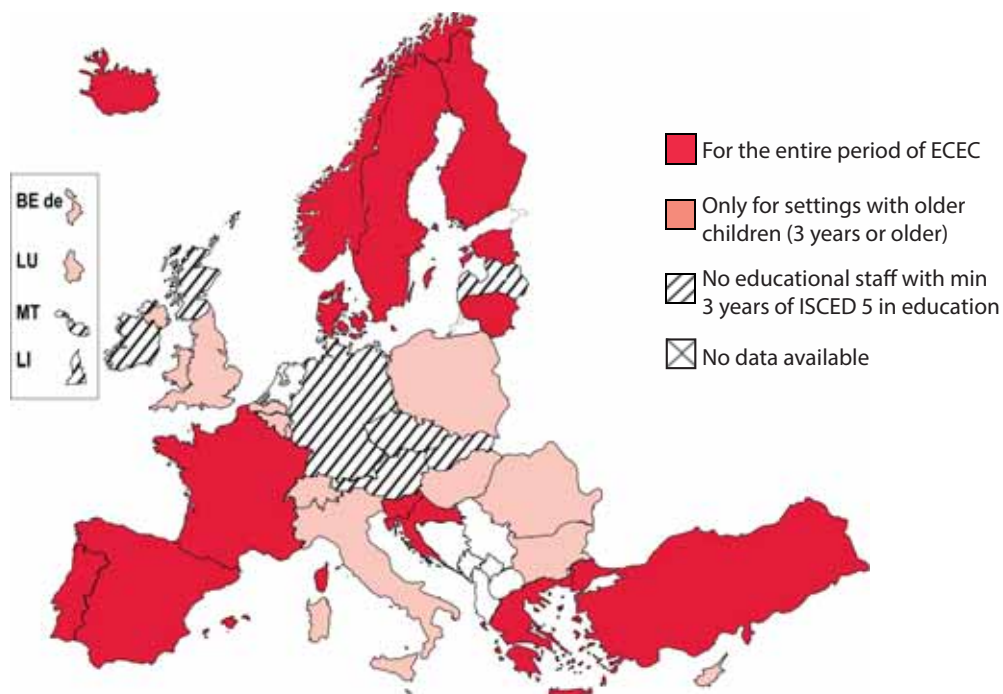 BE de
LU
MT
LI
For the entire period of ECEC
Only for settings with older
children (3 years or older)
No educational staff with min
3 years of ISCED 5 in education
No data available